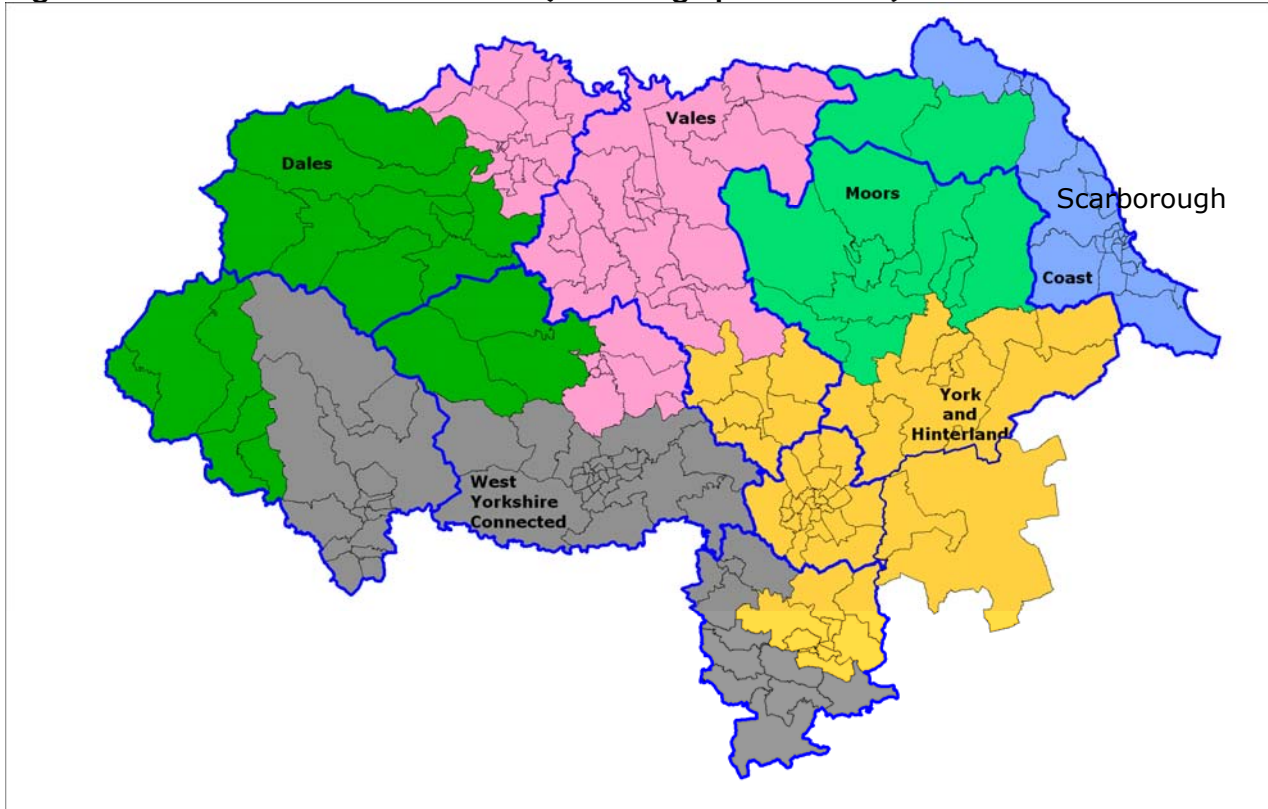 Vales
Dales
Moors
Scarborough
Coast
York
and
Hinterland
West
Yorkshire
Connected